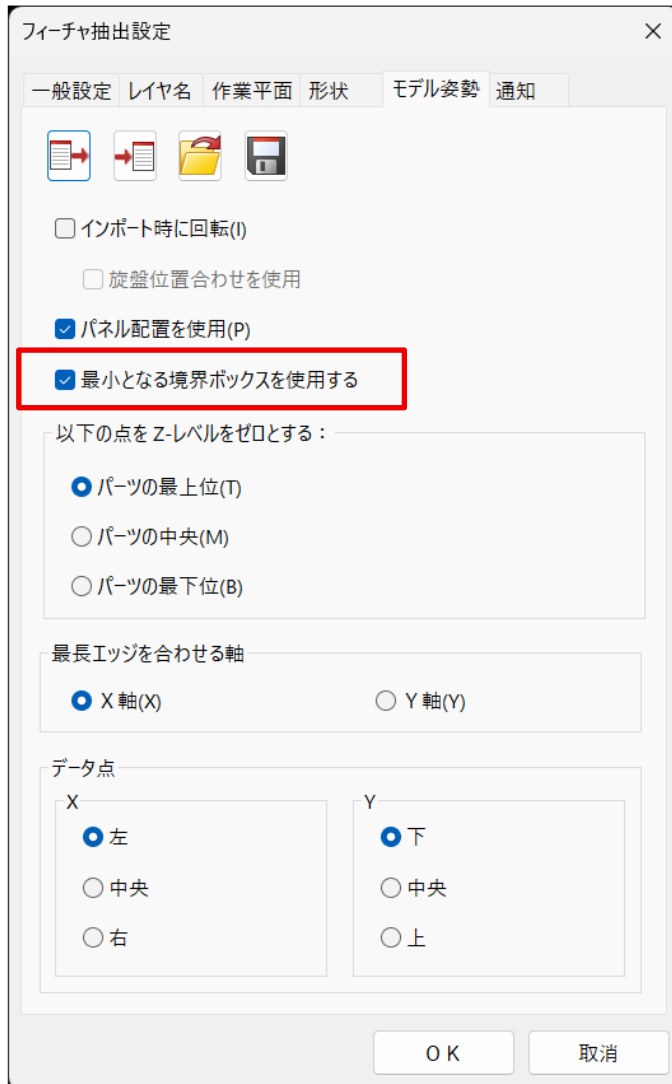 フィーチャ抽出設定
一般設定 レイヤ名 作業平面 形状 モデル姿勢 通知
インポート時に回転(I)
旋盤位置合わせを使用
パネル配置を使用(P)
最小となる境界ボックスを使用する
以下の点を Z-レベルをゼロとする：
パーツの最上位(T)
パーツの中央(M)
パーツの最下位(B)
最長エッジを合わせる軸
X 軸(X) Y 軸(Y)
データ点
X Y
左 下
中央 中央
右 上
OK 取消